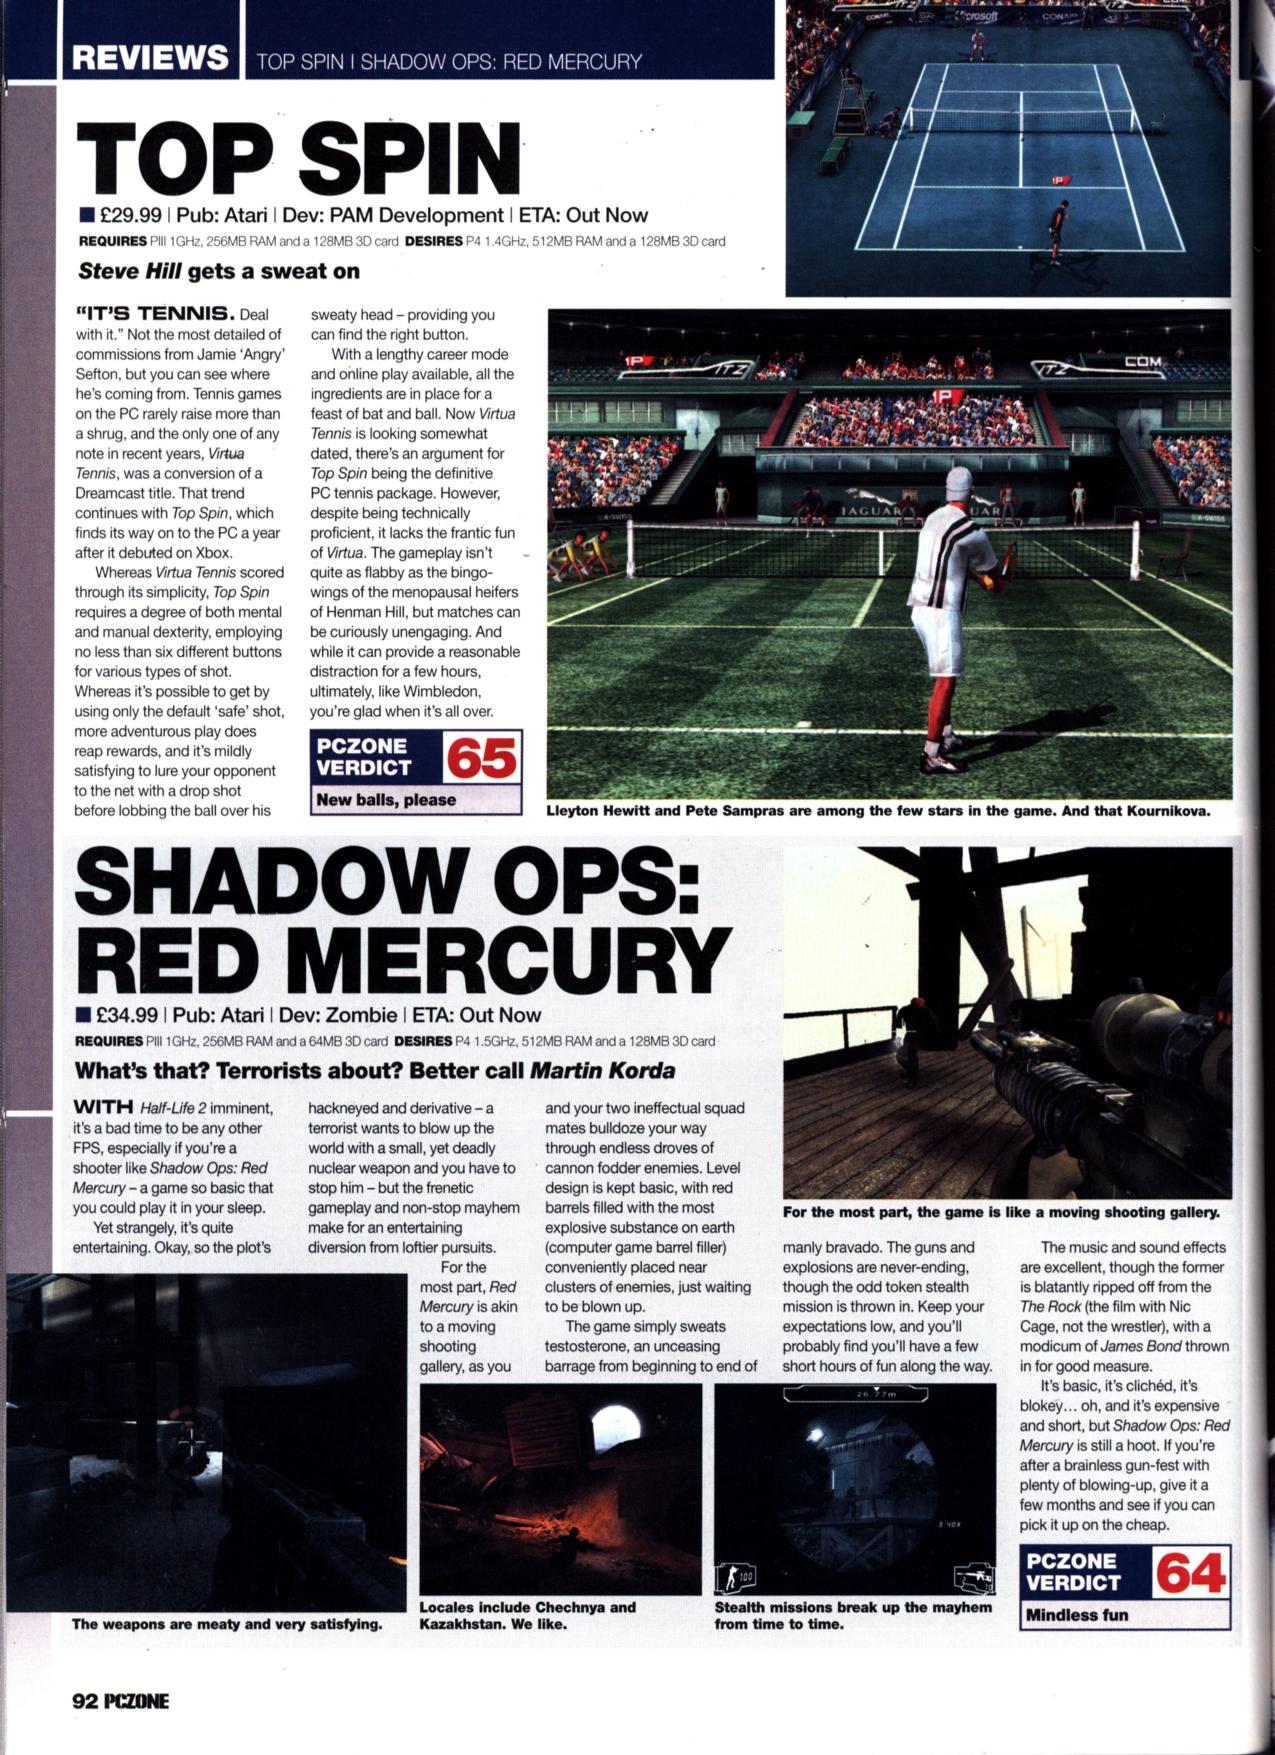 REVIEWS
TOP SPIN | SHADOW OPS: RED MERCURY
TOP SPIN
£29.99 | Pub: Atari | Dev: PAM Development | ETA: Out Now
REQUIRES PIII 1GHz, 256MB RAM and a 128MB 3D card DESIRES P4 1.4GHz, 512MB RAM and a 128MB 3D card
Steve Hill gets a sweat on
“IT’S TENNIS. Deal
with it.” Not the most detailed of
commissions from Jamie ‘Angry’
Sefton, but you can see where
he’s coming from. Tennis games
on the PC rarely raise more than
a shrug, and the only one of any
note in recent years, Virtua
Tennis, was a conversion of a
Dreamcast title. That trend
continues with Top Spin, which
finds its way on to the PC a year
after it debuted on Xbox.
Whereas Virtua Tennis scored
through its simplicity, Top Spin
requires a degree of both mental
and manual dexterity, employing
no less than six different buttons
for various types of shot.
Whereas it’s possible to get by
using only the default ‘safe’ shot,
more adventurous play does
reap rewards, and it’s mildly
satisfying to lure your opponent
to the net with a drop shot
before lobbing the ball over his
sweaty head – providing you
can find the right button.
With a lengthy career mode
and online play available, all the
ingredients are in place for a
feast of bat and ball. Now Virtua
Tennis is looking somewhat
dated, there’s an argument for
Top Spin being the definitive
PC tennis package. However,
despite being technically
proficient, it lacks the frantic fun
of Virtua. The gameplay isn’t
quite as flabby as the bingo-
wings of the menopausal heifers
of Henman Hill, but matches can
be curiously unengaging. And
while it can provide a reasonable
distraction for a few hours,
ultimately, like Wimbledon,
you’re glad when it’s all over.
PCZONE
VERDICT
65
New balls, please
CONAIR
Microsoft
CONAIR
1P
1P
ITZ
ITZ
COM
1P
K•SWISS
JAGUAR
UAR
K•SWISS
Lleyton Hewitt and Pete Sampras are among the few stars in the game. And that Kournikova.
SHADOW OPS:
RED MERCURY
£34.99 | Pub: Atari | Dev: Zombie | ETA: Out Now
REQUIRES PIII 1GHz, 256MB RAM and a 64MB 3D card DESIRES P4 1.5GHz, 512MB RAM and a 128MB 3D card
What’s that? Terrorists about? Better call Martin Korda
WITH Half-Life 2 imminent,
it’s a bad time to be any other
FPS, especially if you’re a
shooter like Shadow Ops: Red
Mercury – a game so basic that
you could play it in your sleep.
Yet strangely, it’s quite
entertaining. Okay, so the plot’s
hackneyed and derivative – a
terrorist wants to blow up the
world with a small, yet deadly
nuclear weapon and you have to
stop him – but the frenetic
gameplay and non-stop mayhem
make for an entertaining
diversion from loftier pursuits.
For the
most part, Red
Mercury is akin
to a moving
shooting
gallery, as you
and your two ineffectual squad
mates bulldoze your way
through endless droves of
cannon fodder enemies. Level
design is kept basic, with red
barrels filled with the most
explosive substance on earth
(computer game barrel filler)
conveniently placed near
clusters of enemies, just waiting
to be blown up.
The game simply sweats
testosterone, an unceasing
barrage from beginning to end of
For the most part, the game is like a moving shooting gallery.
manly bravado. The guns and
explosions are never-ending,
though the odd token stealth
mission is thrown in. Keep your
expectations low, and you’ll
probably find you’ll have a few
short hours of fun along the way.
The music and sound effects
are excellent, though the former
is blatantly ripped off from the
The Rock (the film with Nic
Cage, not the wrestler), with a
modicum of James Bond thrown
in for good measure.
It’s basic, it’s clichéd, it’s
blokey... oh, and it’s expensive
and short, but Shadow Ops: Red
Mercury is still a hoot. If you’re
after a brainless gun-fest with
plenty of blowing-up, give it a
few months and see if you can
pick it up on the cheap.
PCZONE
VERDICT
64
Mindless fun
The weapons are meaty and very satisfying.
Locales include Chechnya and
Kazakhstan. We like.
26.77m
3.40X
100
Stealth missions break up the mayhem
from time to time.
92 PCZONE